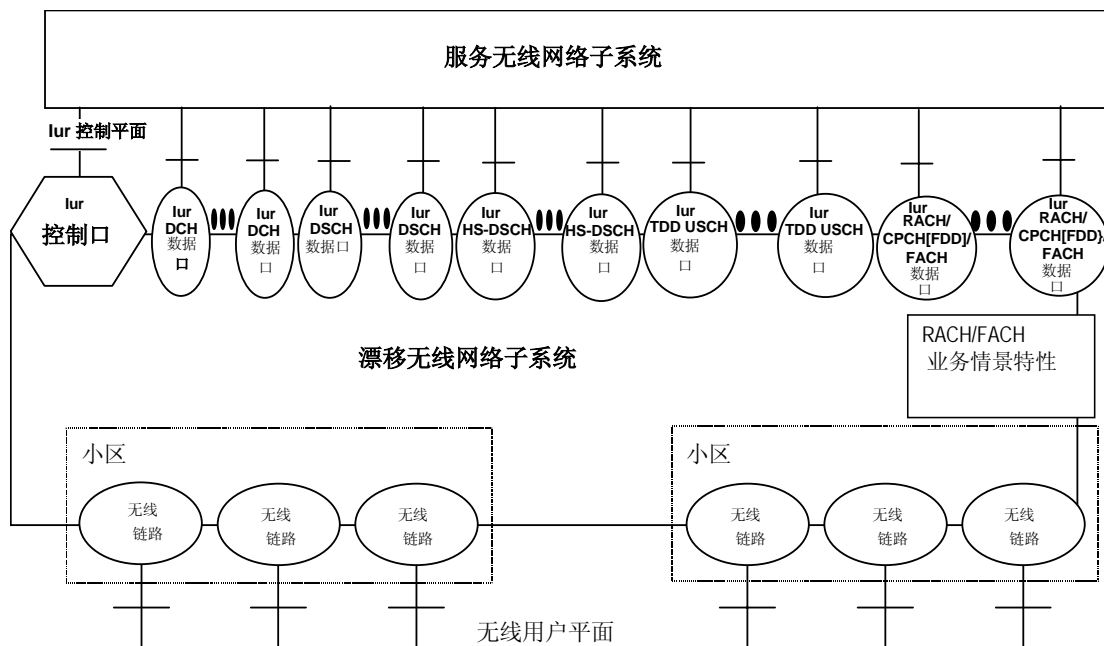 服务无线网络子系统
Iur 控制平面
Iur
控制口
Iur
DCH
数据
口
Iur
DCH
数据
口
Iur
DSCH
数据口
Iur
DSCH
数据
口
Iur
HS-DSCH
数据
口
Iur
HS-DSCH
数据
口
Iur
TDD USCH
数据
口
Iur
TDD USCH
数据
口
Iur
RACH/
CPCH[FDD]/
FACH
数据
口
Iur
RACH/
CPCH[FDD}/
FACH
数据
口
漂移无线网络子系统
RACH/FACH
业务情景特性
小区
无线
链路
无线
链路
无线
链路
小区
无线
链路
无线
链路
无线
链路
无线用户平面